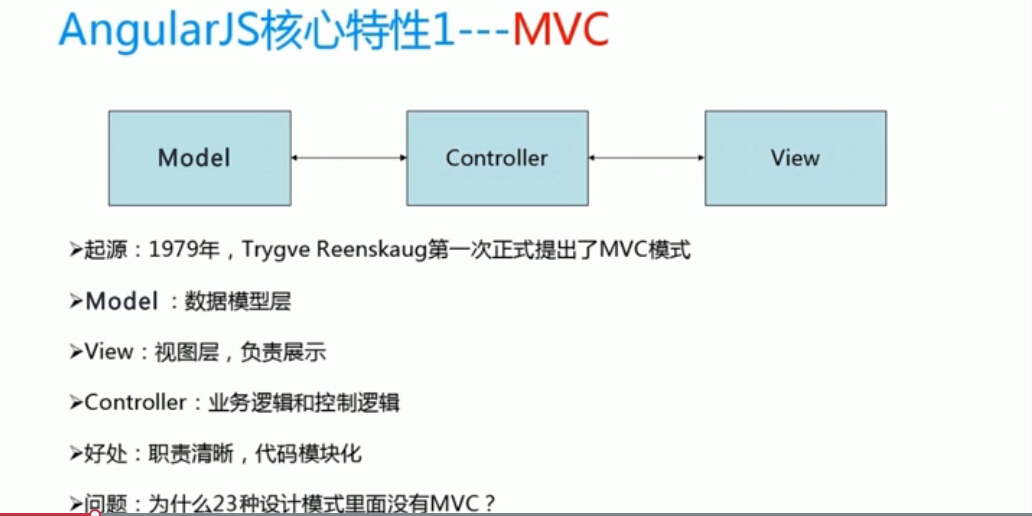 AngularJS核心特性1---MVC
Model
Controller
View
➢起源：1979年，Trygve Reenskaug第一次正式提出了MVC模式
➢Model ：数据模型层
➢View：视图层，负责展示
➢Controller：业务逻辑和控制逻辑
➢好处：职责清晰，代码模块化
➢问题：为什么23种设计模式里面没有MVC？